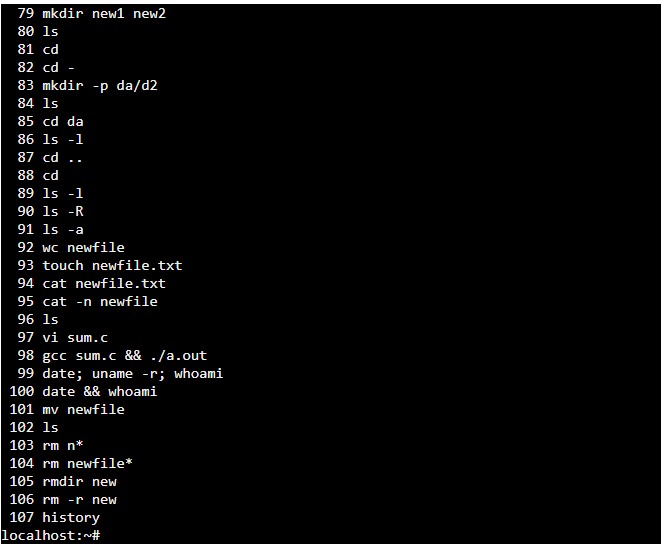 79 mkdir new1 new2
80 ls
81 cd
82 cd -
83 mkdir -p da/d2
84 ls
85 cd da
86 ls -l
87 cd ..
88 cd
89 ls -l
90 ls -R
91 ls -a
92 wc newfile
93 touch newfile.txt
94 cat newfile.txt
95 cat -n newfile
96 ls
97 vi sum.c
98 gcc sum.c && ./a.out
99 date; uname -r; whoami
100 date && whoami
101 mv newfile
102 ls
103 rm n*
104 rm newfile*
105 rmdir new
106 rm -r new
107 history
localhost:~#